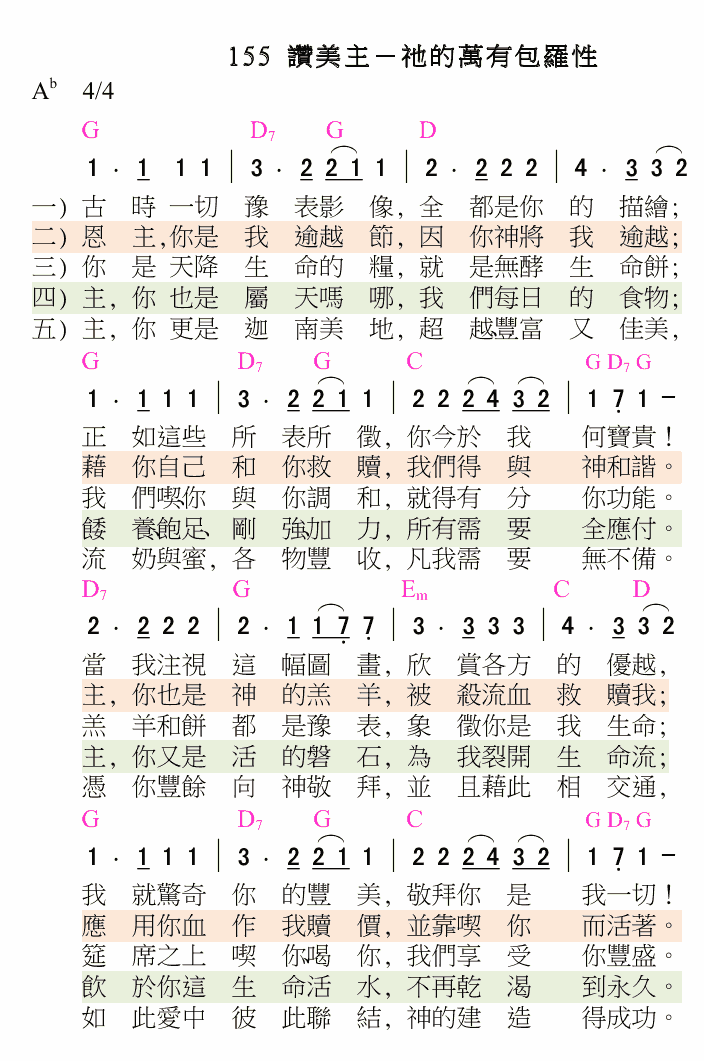 155 讚美主－祂的萬有包羅性
Ab 4/4
G D7 G D
1 · 1 1 1 | 3 · 2 2 1 1 | 2 · 2 2 2 | 4 · 3 3 2
一) 古 時 一切 豫 表影 像, 全 都是你 的 描繪;
二) 恩 主,你是 我 逾越 節, 因 你神將 我 逾越;
三) 你 是 天降 生 命的 糧, 就 是無酵 生 命餅;
四) 主, 你 也是 屬 天嗎 哪, 我 們每日 的 食物;
五) 主, 你 更是 迦 南美 地, 超 越、豐富 又 佳美,
G D7 G C G D7 G
1 · 1 1 1 | 3 · 2 2 1 1 | 2 2 2 4 3 2 | 1 7 1 －
正 如這些 所 表所 徵, 你今於 我 何寶貴!
藉 你自己 和 你救 贖, 我們得 與 神和諧。
我 們喫你 與 你調 和, 就得有 分 你功能。
餧 養、飽足、 剛 強、加 力, 所有需 要 全應付。
流 奶與蜜, 各 物豐 收, 凡我需 要 無不備。
D7 G Em C D
2 · 2 2 2 | 2 · 1 1 7 7 | 3 · 3 3 3 | 4 · 3 3 2
當 我注視 這 幅圖 畫, 欣 賞各方 的 優越,
主, 你也是 神 的羔 羊, 被 殺流血 救 贖我;
羔 羊和餅 都 是豫 表, 象 徵你是 我 生命;
主, 你又是 活 的磐 石, 為 我裂開 生 命流;
憑 你豐餘 向 神敬 拜, 並 且藉此 相 交通,
G D7 G C G D7 G
1 · 1 1 1 | 3 · 2 2 1 1 | 2 2 2 4 3 2 | 1 7 1 －
我 就驚奇 你 的豐 美, 敬拜你 是 我一切!
應 用你血 作 我贖 價, 並靠喫 你 而活著。
筵 席之上 喫 你、喝 你, 我們享 受 你豐盛。
飲 於你這 生 命活 水, 不再乾 渴 到永久。
如 此愛中 彼 此聯 結, 神的建 造 得成功。